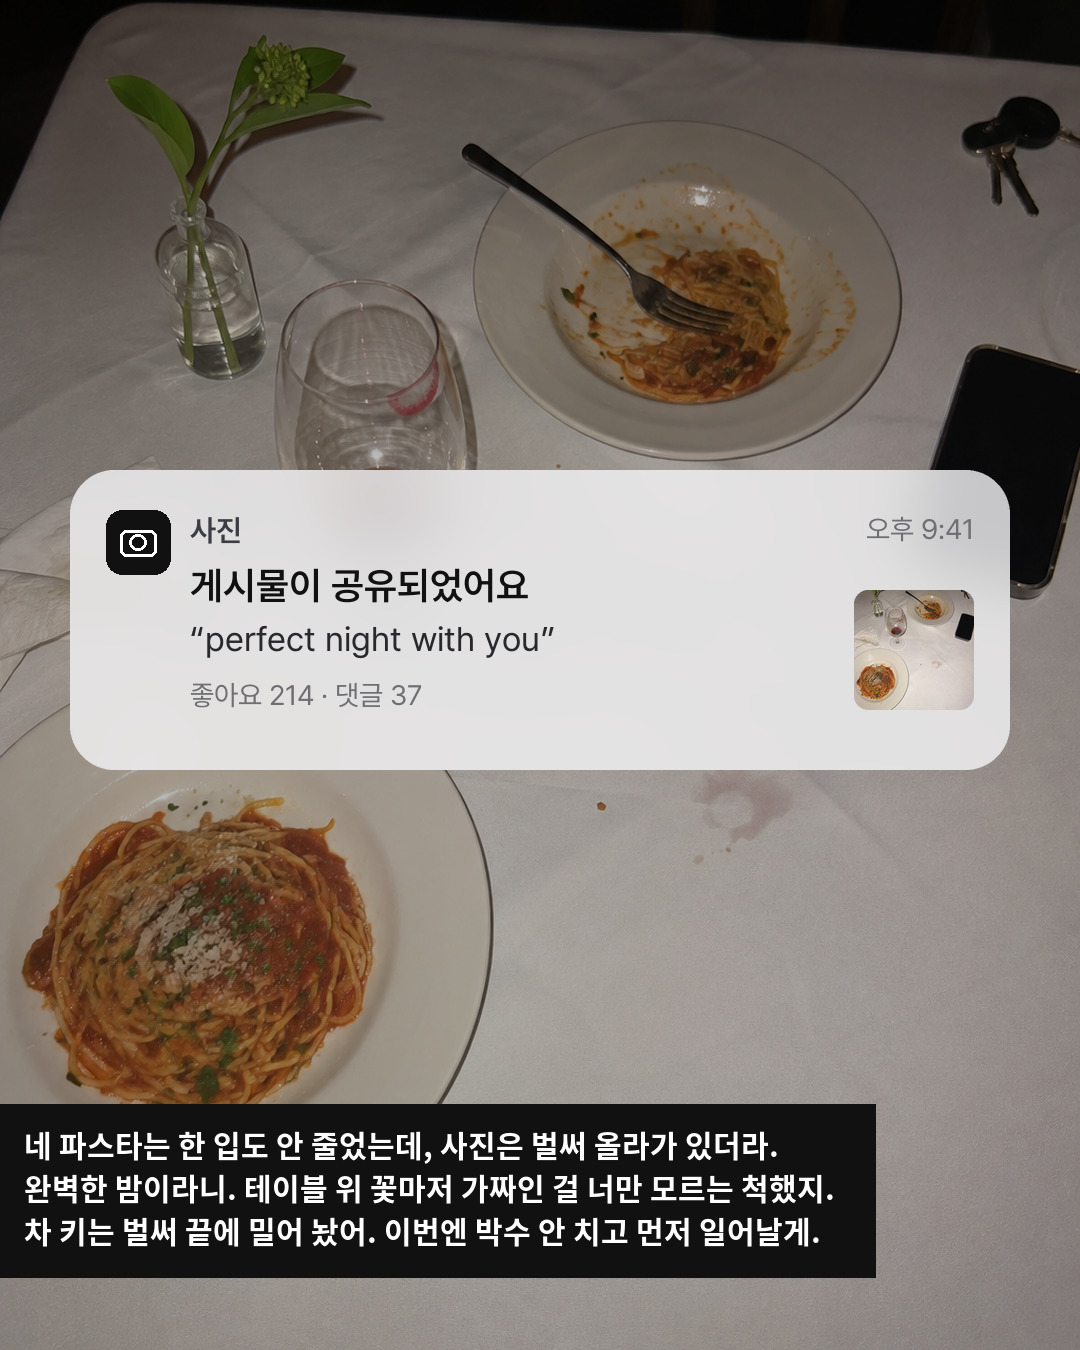 사진
오후 9:41
게시물이 공유되었어요
“perfect night with you”
좋아요 214 · 댓글 37
네 파스타는 한 입도 안 줄었는데, 사진은 벌써 올라가 있더라.
완벽한 밤이라니. 테이블 위 꽃마저 가짜인 걸 너만 모르는 척했지.
차 키는 벌써 끝에 밀어 놨어. 이번엔 박수 안 치고 먼저 일어날게.